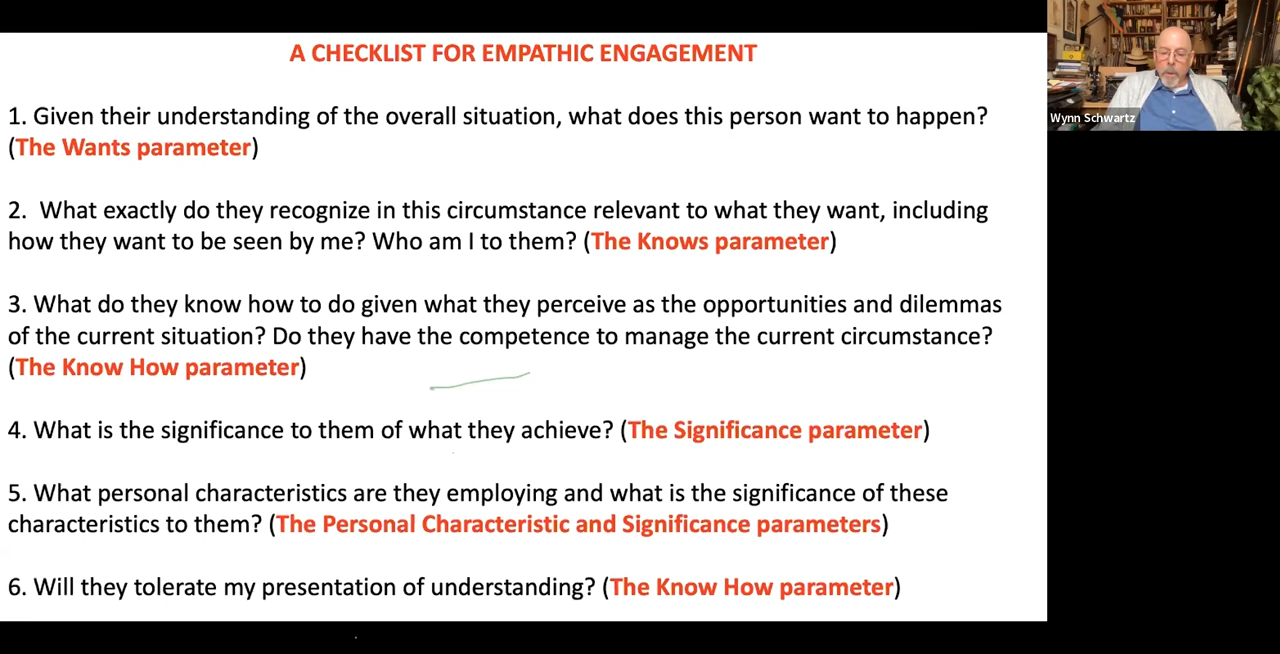 A CHECKLIST FOR EMPATHIC ENGAGEMENT
Wynn Schwartz
1. Given their understanding of the overall situation, what does this person want to happen?
(The Wants parameter)
2.  What exactly do they recognize in this circumstance relevant to what they want, including
how they want to be seen by me? Who am I to them? (The Knows parameter)
3. What do they know how to do given what they perceive as the opportunities and dilemmas
of the current situation? Do they have the competence to manage the current circumstance?
(The Know How parameter)
4. What is the significance to them of what they achieve? (The Significance parameter)
5. What personal characteristics are they employing and what is the significance of these
characteristics to them? (The Personal Characteristic and Significance parameters)
6. Will they tolerate my presentation of understanding? (The Know How parameter)